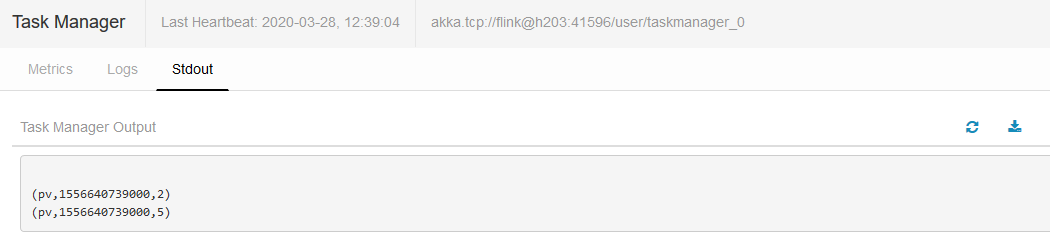 Task Manager Last Heartbeat: 2020-03-28, 12:39:04 akka.tcp://flink@h203:41596/user/taskmanager_0
Metrics Logs Stdout
Task Manager Output
(pv,1556640739000,2)
(pv,1556640739000,5)